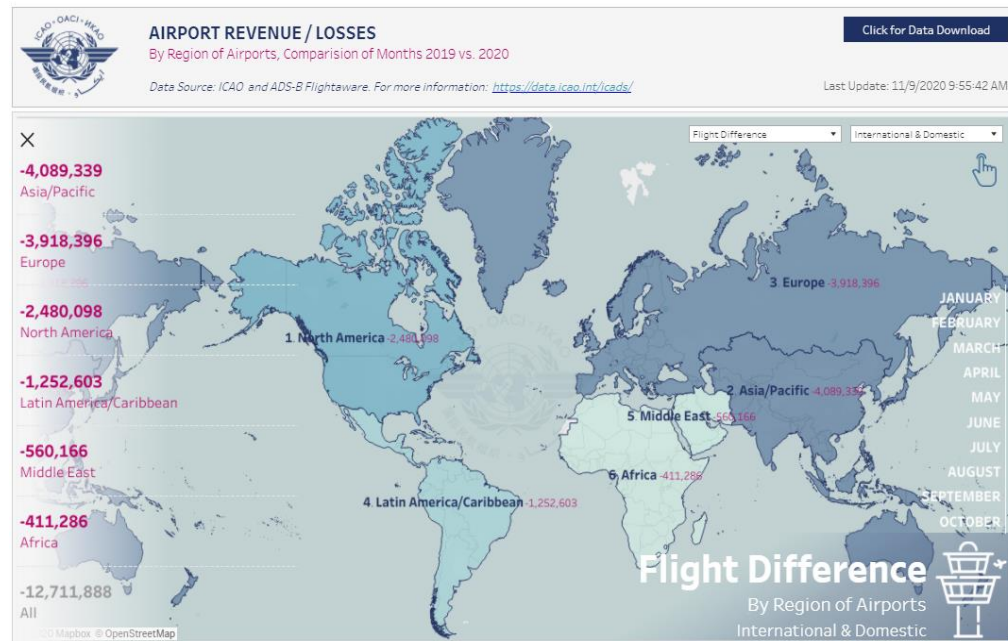 ICAO · OACI · ИКАО
AIRPORT REVENUE / LOSSES
By Region of Airports, Comparision of Months 2019 vs. 2020
Data Source: ICAO and ADS-B Flightaware. For more information: https://data.icao.int/icads/
Click for Data Download
Last Update: 11/9/2020 9:55:42 AM
Flight Difference
International & Domestic
-4,089,339
Asia/Pacific
-3,918,396
Europe
-2,480,098
North America
-1,252,603
Latin America/Caribbean
-560,166
Middle East
-411,286
Africa
-12,711,888
All
1. North America -2,480,098
2. Asia/Pacific -4,089,339
3. Europe -3,918,396
4. Latin America/Caribbean -1,252,603
5. Middle East -560,166
6. Africa -411,286
JANUARY
FEBRUARY
MARCH
APRIL
MAY
JUNE
JULY
AUGUST
SEPTEMBER
OCTOBER
Flight Difference
By Region of Airports
International & Domestic
Mapbox © OpenStreetMap